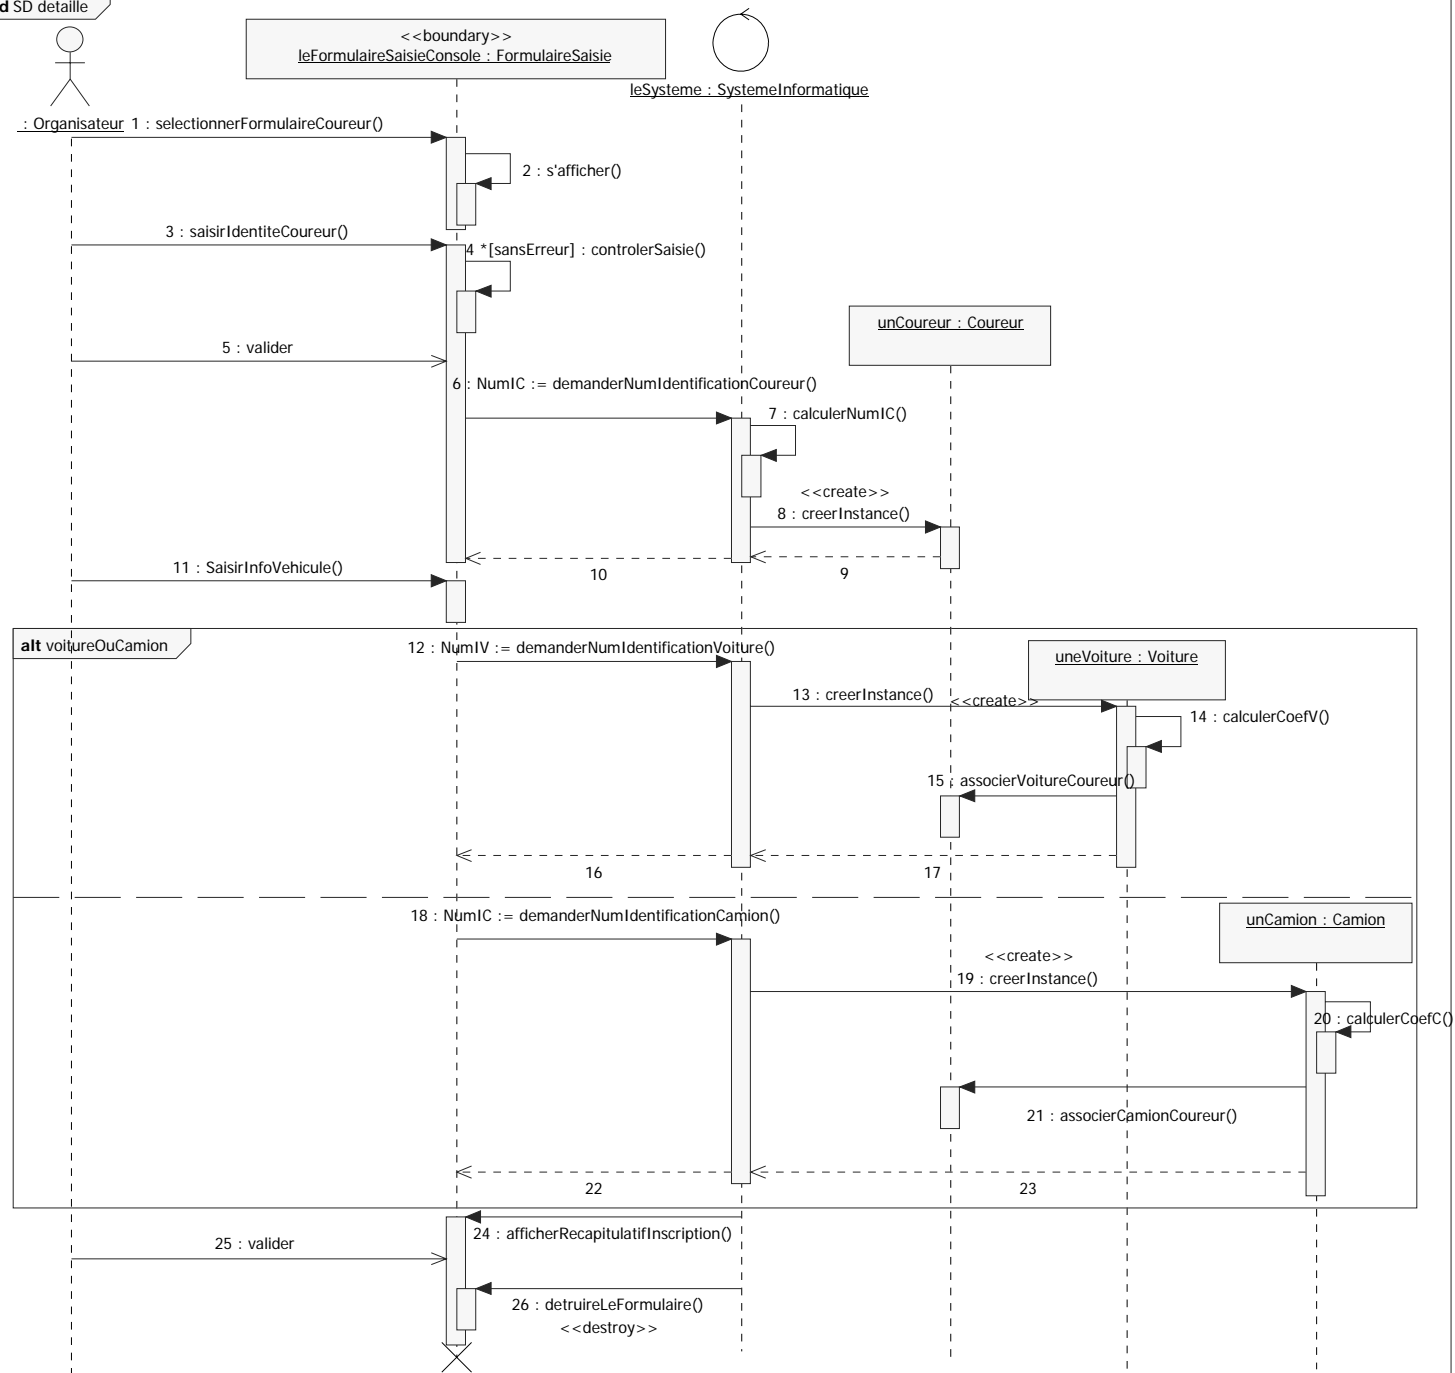 d SD detaille
<<boundary>>
leFormulaireSaisieConsole : FormulaireSaisie
leSysteme : SystemeInformatique
: Organisateur
1 : selectionnerFormulaireCoureur()
2 : s'afficher()
3 : saisirIdentiteCoureur()
4 *[sansErreur] : controlerSaisie()
unCoureur : Coureur
5 : valider
6 : NumIC := demanderNumIdentificationCoureur()
7 : calculerNumIC()
<<create>>
8 : creerInstance()
9
10
11 : SaisirInfoVehicule()
alt voitureOuCamion
12 : NumIV := demanderNumIdentificationVoiture()
uneVoiture : Voiture
13 : creerInstance()
<<create>>
14 : calculerCoefV()
15 : associerVoitureCoureur()
16
17
18 : NumIC := demanderNumIdentificationCamion()
unCamion : Camion
<<create>>
19 : creerInstance()
20 : calculerCoefC()
21 : associerCamionCoureur()
22
23
24 : afficherRecapitulatifInscription()
25 : valider
26 : detruireLeFormulaire()
<<destroy>>